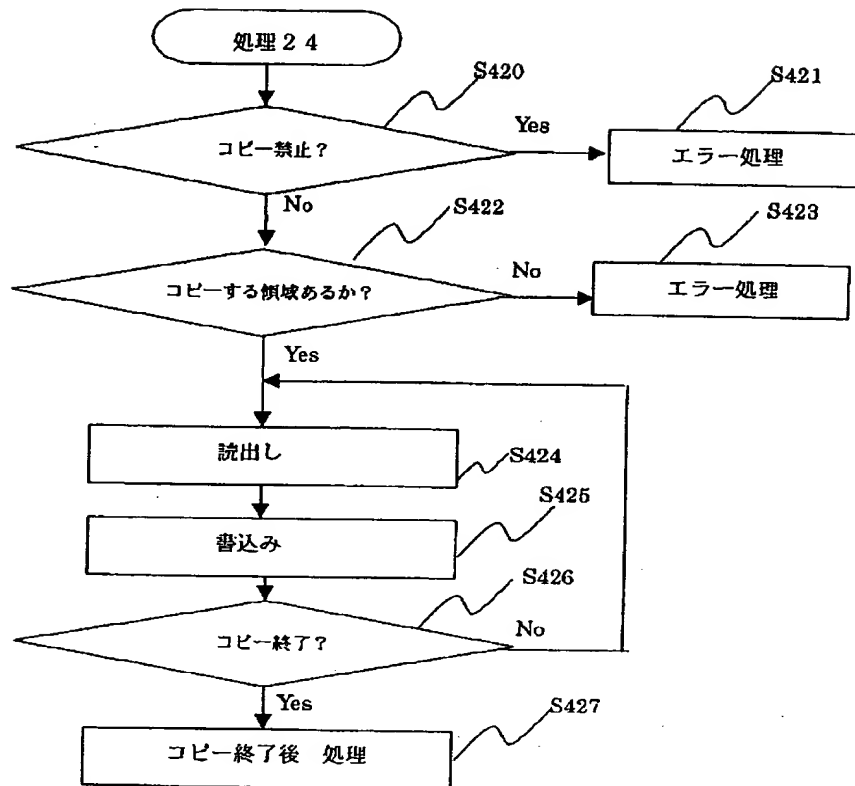 処理２４
S420
S421
コピー禁止？
Yes
エラー処理
No
S422
S423
コピーする領域あるか？
No
エラー処理
Yes
読出し
S424
S425
書込み
S426
コピー終了？
No
Yes
S427
コピー終了後　処理